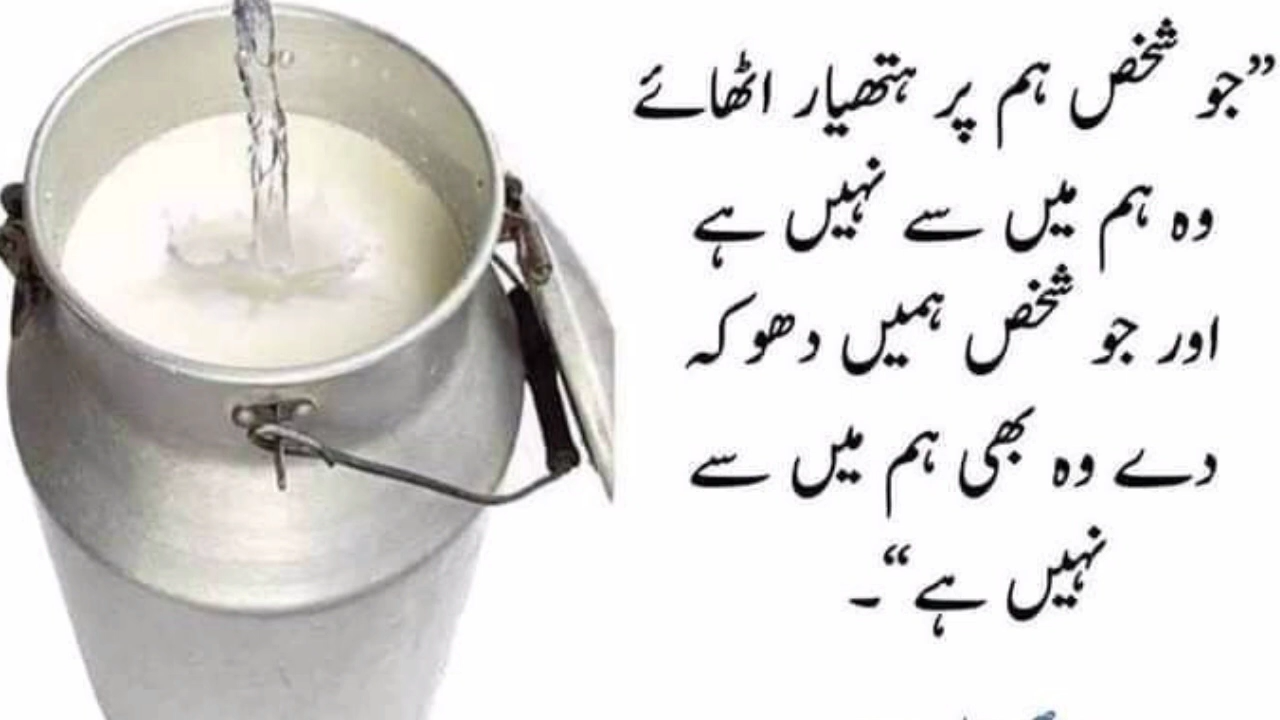 ”جو شخص ہم پر ہتھیار اٹھائے
وہ ہم میں سے نہیں ہے
اور جو شخص ہمیں دھوکہ
دے وہ بھی ہم میں سے
نہیں ہے“۔